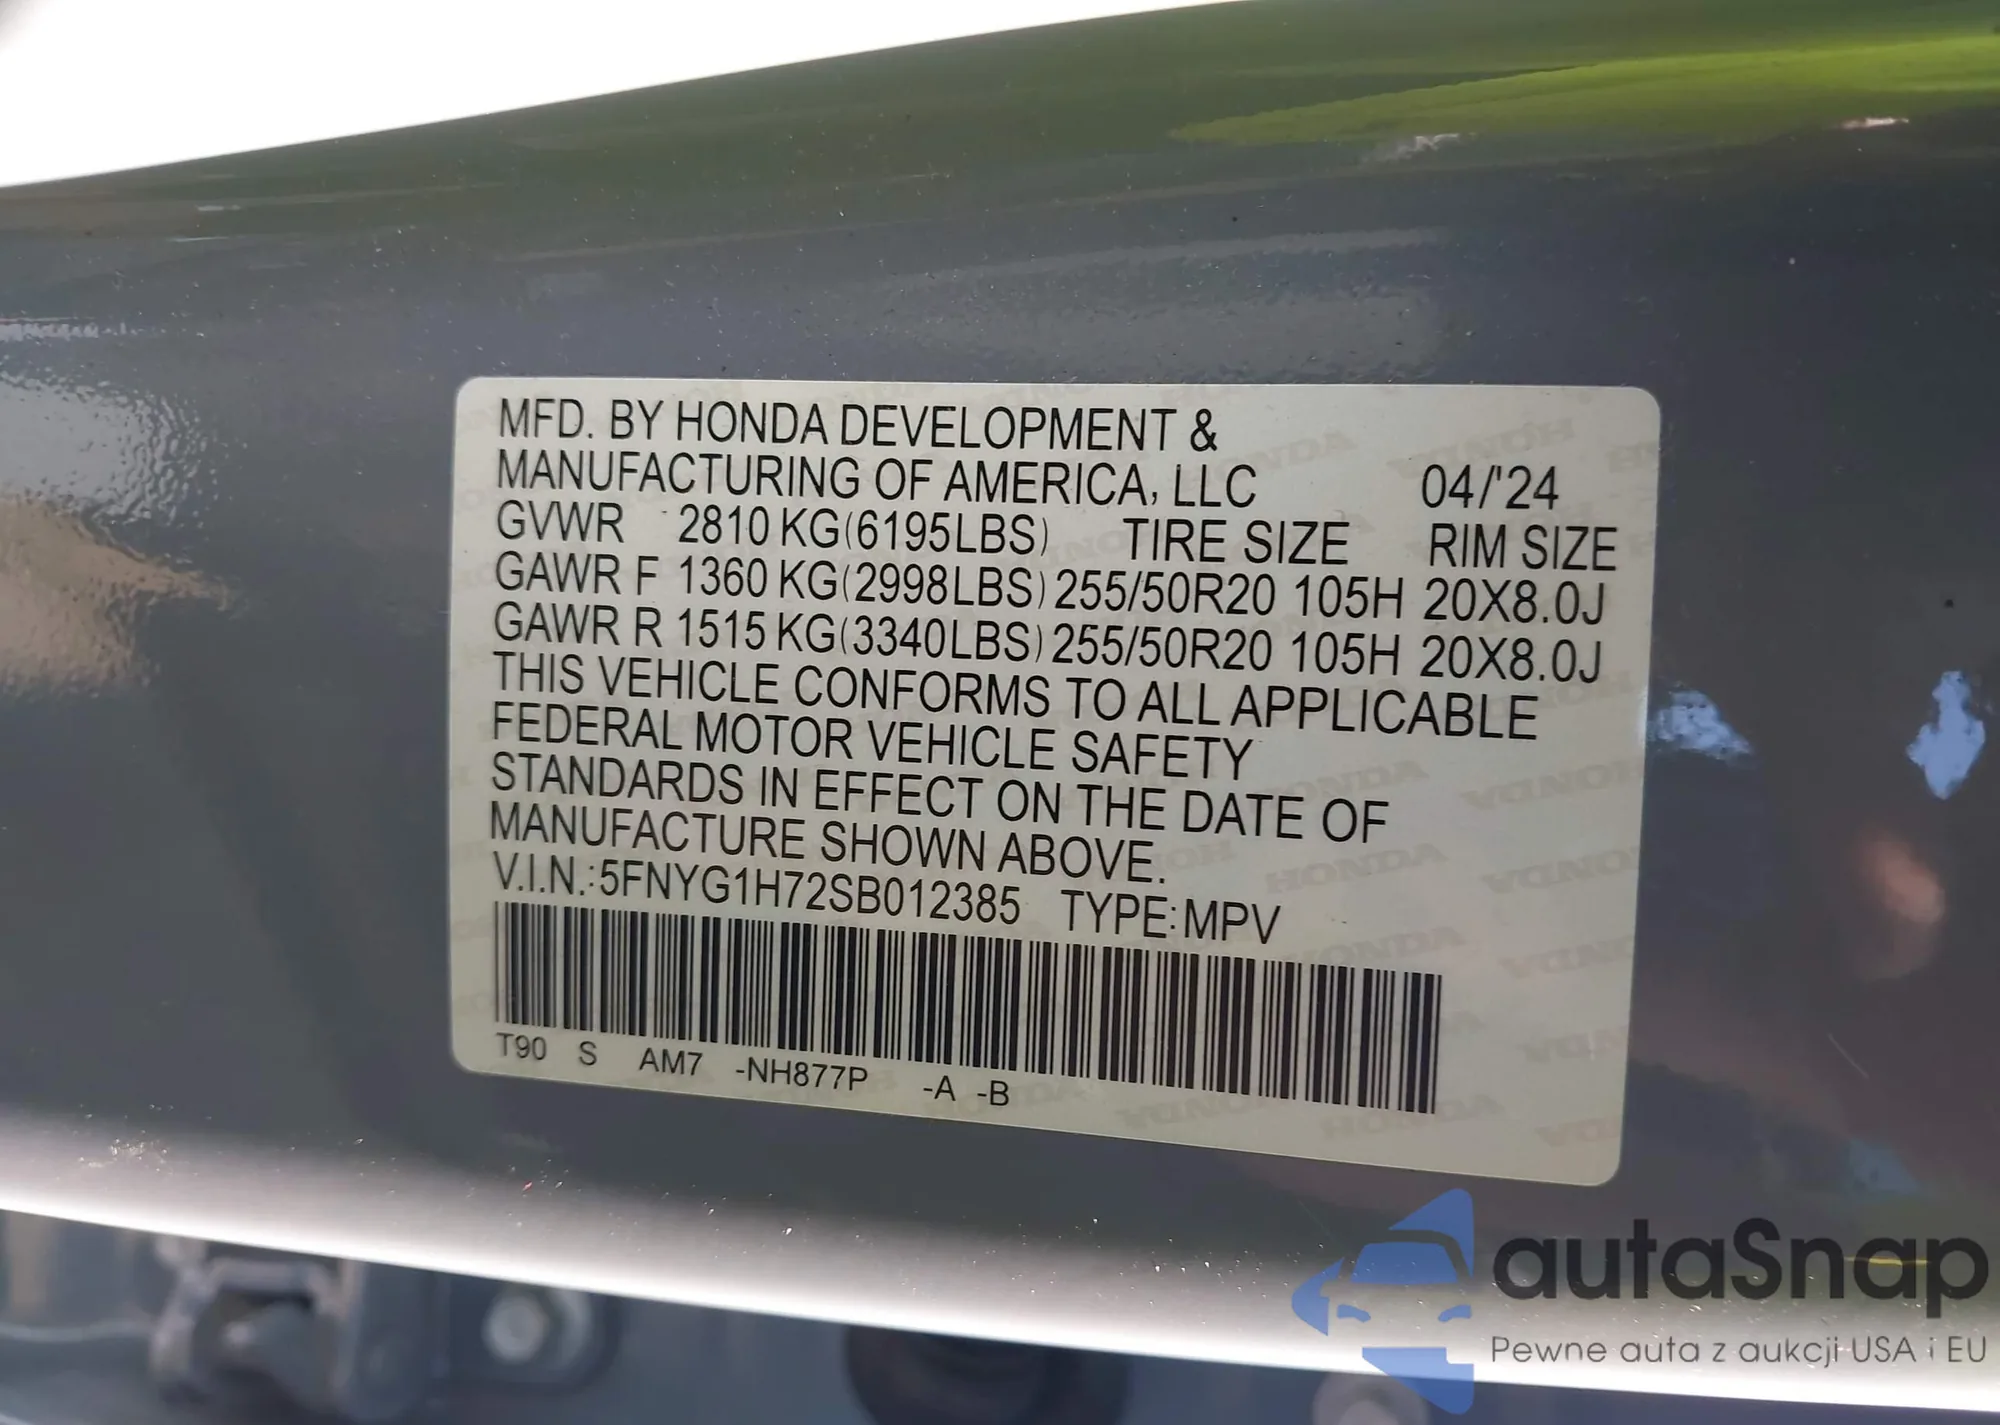 MFD. BY HONDA DEVELOPMENT &
MANUFACTURING OF AMERICA, LLC 04/'24
GVWR 2810 KG(6195LBS) TIRE SIZE RIM SIZE
GAWR F 1360 KG(2998LBS) 255/50R20 105H 20X8.0J
GAWR R 1515 KG(3340LBS) 255/50R20 105H 20X8.0J
THIS VEHICLE CONFORMS TO ALL APPLICABLE
FEDERAL MOTOR VEHICLE SAFETY
STANDARDS IN EFFECT ON THE DATE OF
MANUFACTURE SHOWN ABOVE.
V.I.N.:5FNYG1H72SB012385 TYPE:MPV
T90 S AM7 -NH877P -A -B
autaSnap
Pewne auta z aukcji USA i EU